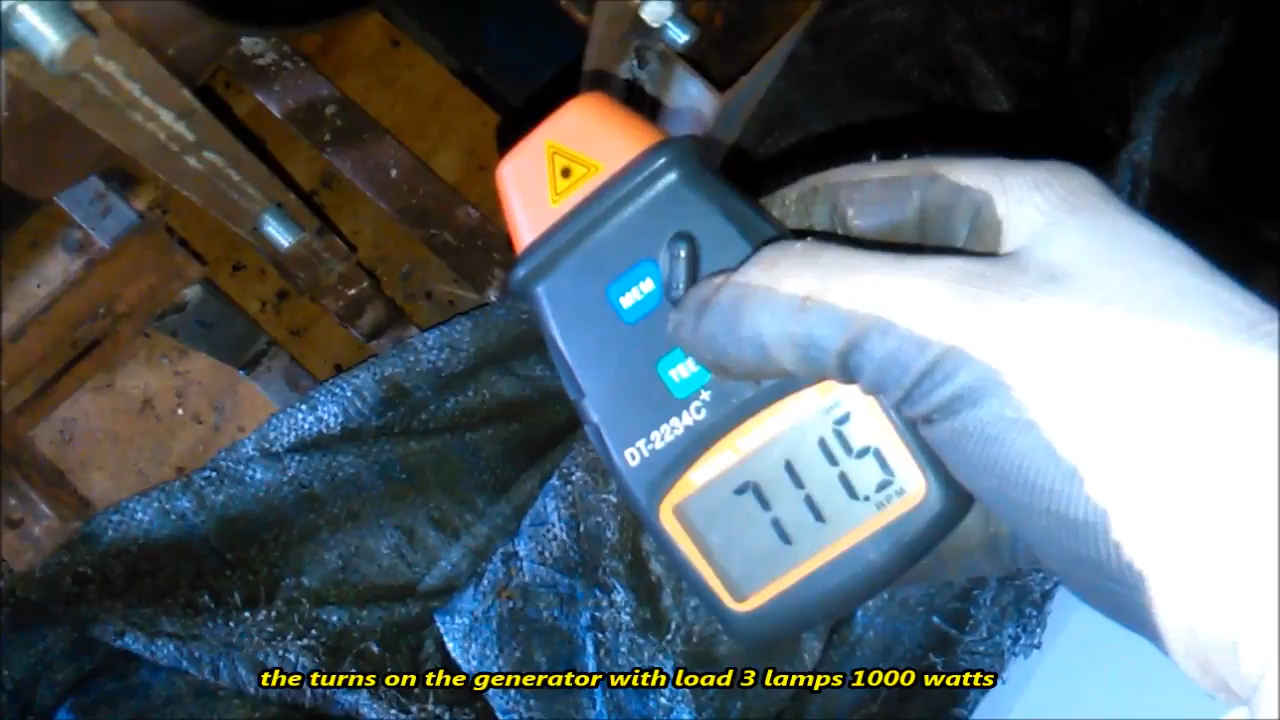 MEM
DT-2234C+
711.5
RPM
the turns on the generator with load 3 lamps 1000 watts